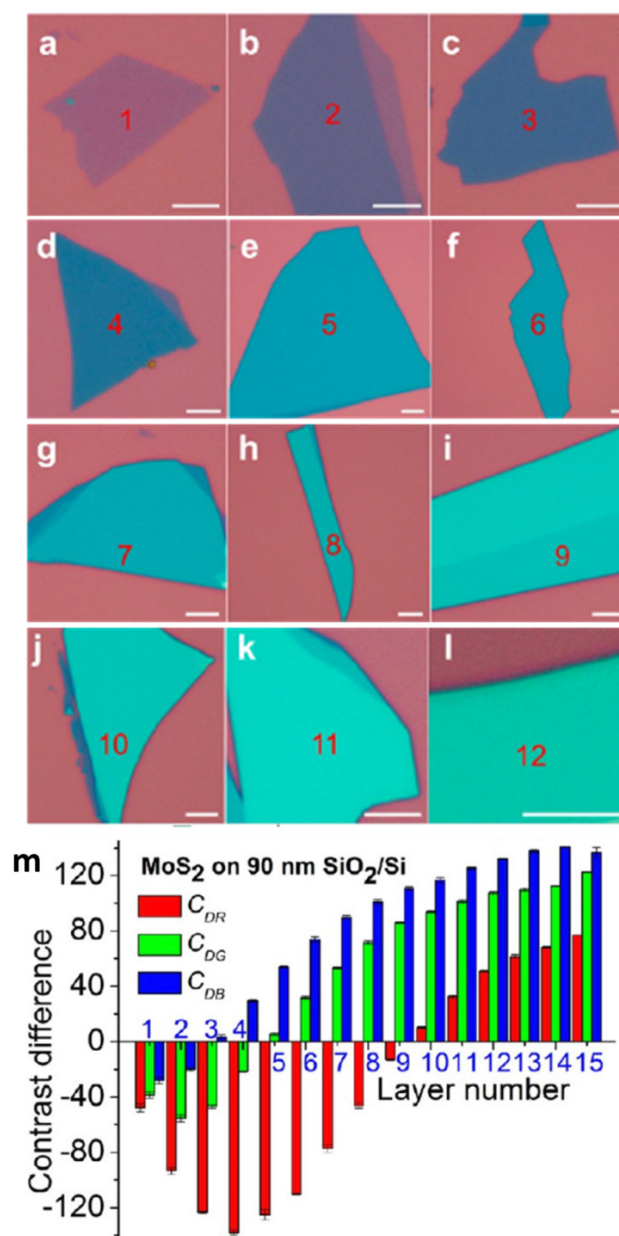 a b c
1 2 3
d e f
4 5 6
g h i
7 8 9
j k l
10 11 12
m
MoS2 on 90 nm SiO2/Si
CDR
CDG
CDB
120
80
40
0
-40
-80
-120
Contrast difference
1 2 3 4 5 6 7 8 9 10 11 12 13 14 15
Layer number